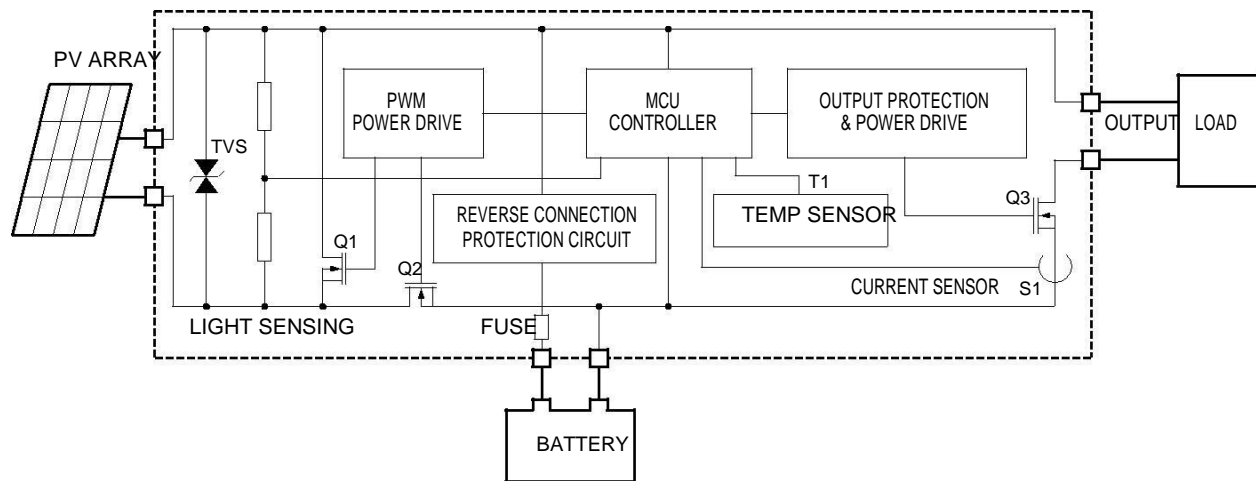 PV ARRAY
PWM
POWER DRIVE
MCU
CONTROLLER
OUTPUT PROTECTION
& POWER DRIVE
OUTPUT
LOAD
TVS
T1
TEMP SENSOR
Q3
REVERSE CONNECTION
PROTECTION CIRCUIT
Q1
Q2
CURRENT SENSOR
S1
LIGHT SENSING
FUSE
BATTERY